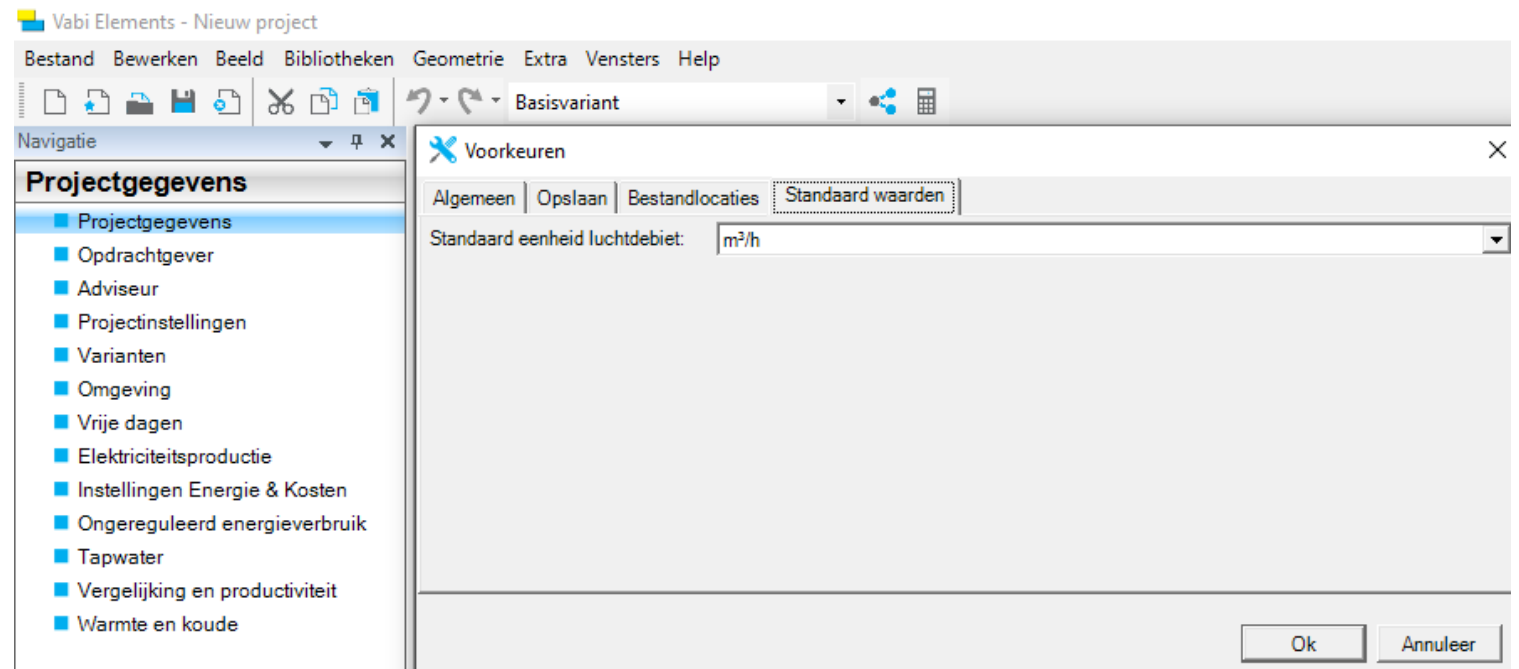 Vabi Elements - Nieuw project
Bestand Bewerken Beeld Bibliotheken Geometrie Extra Vensters Help
Basisvariant
Navigatie
Projectgegevens
Projectgegevens
Opdrachtgever
Adviseur
Projectinstellingen
Varianten
Omgeving
Vrije dagen
Elektriciteitsproductie
Instellingen Energie & Kosten
Ongereguleerd energieverbruik
Tapwater
Vergelijking en productiviteit
Warmte en koude
Voorkeuren
Algemeen Opslaan Bestandlocaties Standaard waarden
Standaard eenheid luchtdebiet: m³/h
Ok Annuleer